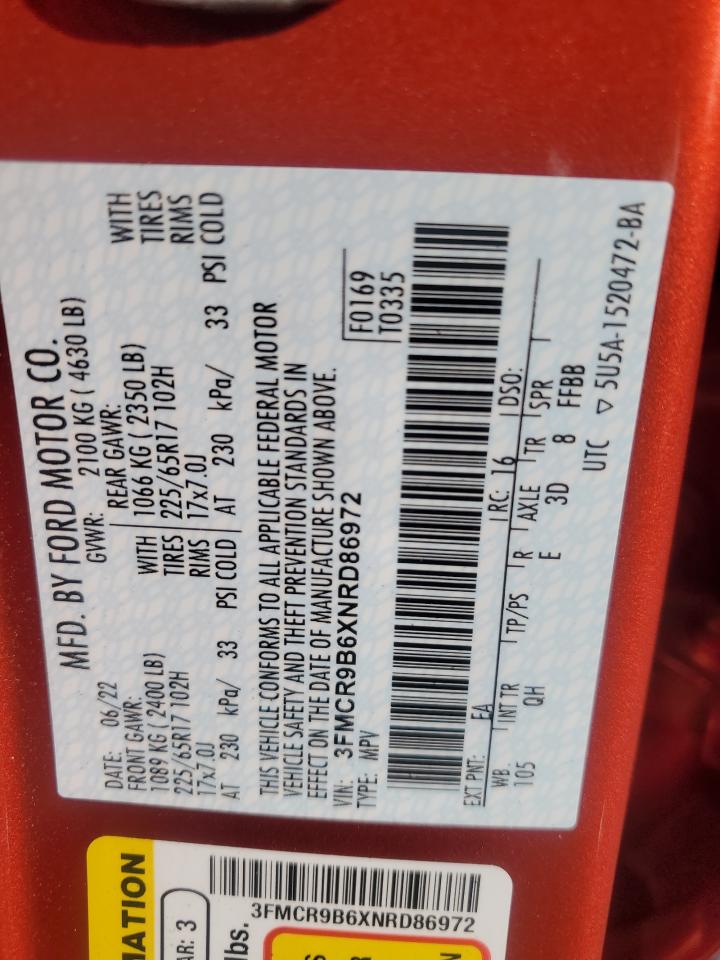 MFD. BY FORD MOTOR CO.
DATE: 06/22 GVWR: 2100 KG ( 4630 LB)
FRONT GAWR: REAR GAWR:
1089 KG ( 2400 LB) WITH 1066 KG ( 2350 LB) WITH
225/65R17 102H TIRES 225/65R17 102H TIRES
17x7.0J RIMS 17x7.0J RIMS
AT 230 kPa/ 33 PSI COLD AT 230 kPa/ 33 PSI COLD
THIS VEHICLE CONFORMS TO ALL APPLICABLE FEDERAL MOTOR
VEHICLE SAFETY AND THEFT PREVENTION STANDARDS IN
EFFECT ON THE DATE OF MANUFACTURE SHOWN ABOVE.
VIN: 3FMCR9B6XNRD86972 F0169
TYPE: MPV T0335
EXT PNT: EA RC: 16 DSO:
WB INT TR TP/PS R AXLE TR SPR
105 QH E 3D 8 FFBB
UTC ▽ 5U5A-1520472-BA
MATION
AR: 3
3FMCR9B6XNRD86972
lbs.
S
R
N